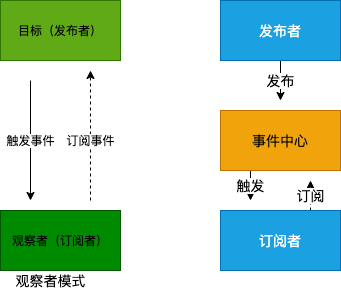 目标（发布者）
触发事件
订阅事件
观察者（订阅者）
观察者模式
发布者
发布
事件中心
触发
订阅
订阅者